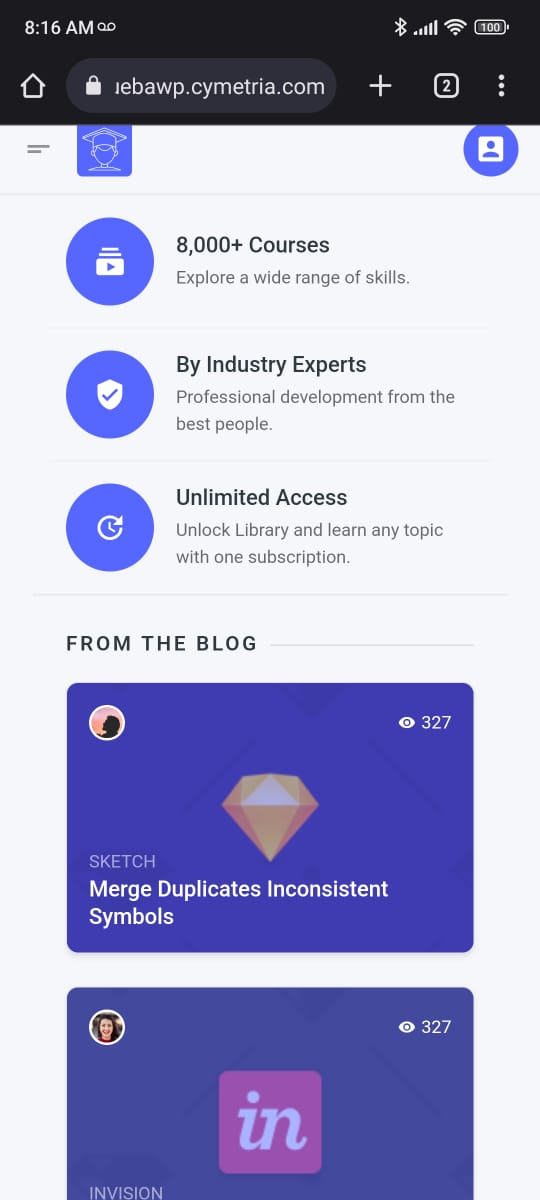 8:16 AM
100
uebawp.cymetria.com
2
8,000+ Courses
Explore a wide range of skills.
By Industry Experts
Professional development from the
best people.
Unlimited Access
Unlock Library and learn any topic
with one subscription.
FROM THE BLOG
327
SKETCH
Merge Duplicates Inconsistent
Symbols
327
in
INVISION